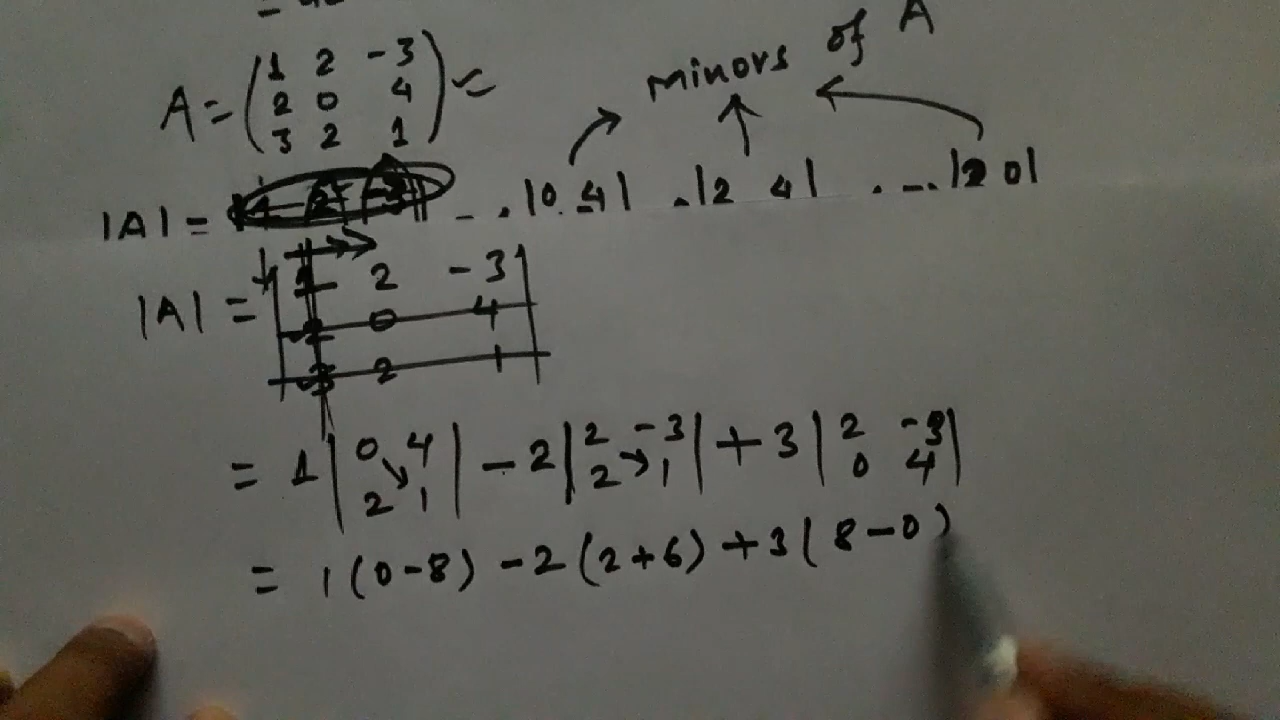 minors of A
A = (1 2 -3
2 0 4
3 2 1)
|A| = - . |0 . 4| . |2 4| . -.. |2 0|
|A| = |1 2 -3
2 0 4
3 2 1|
= 1 |0 4
2 1| - 2 |2 -3
2 1| + 3 |2 -3
0 4|
= 1(0-8) - 2(2+6) + 3(8-0)